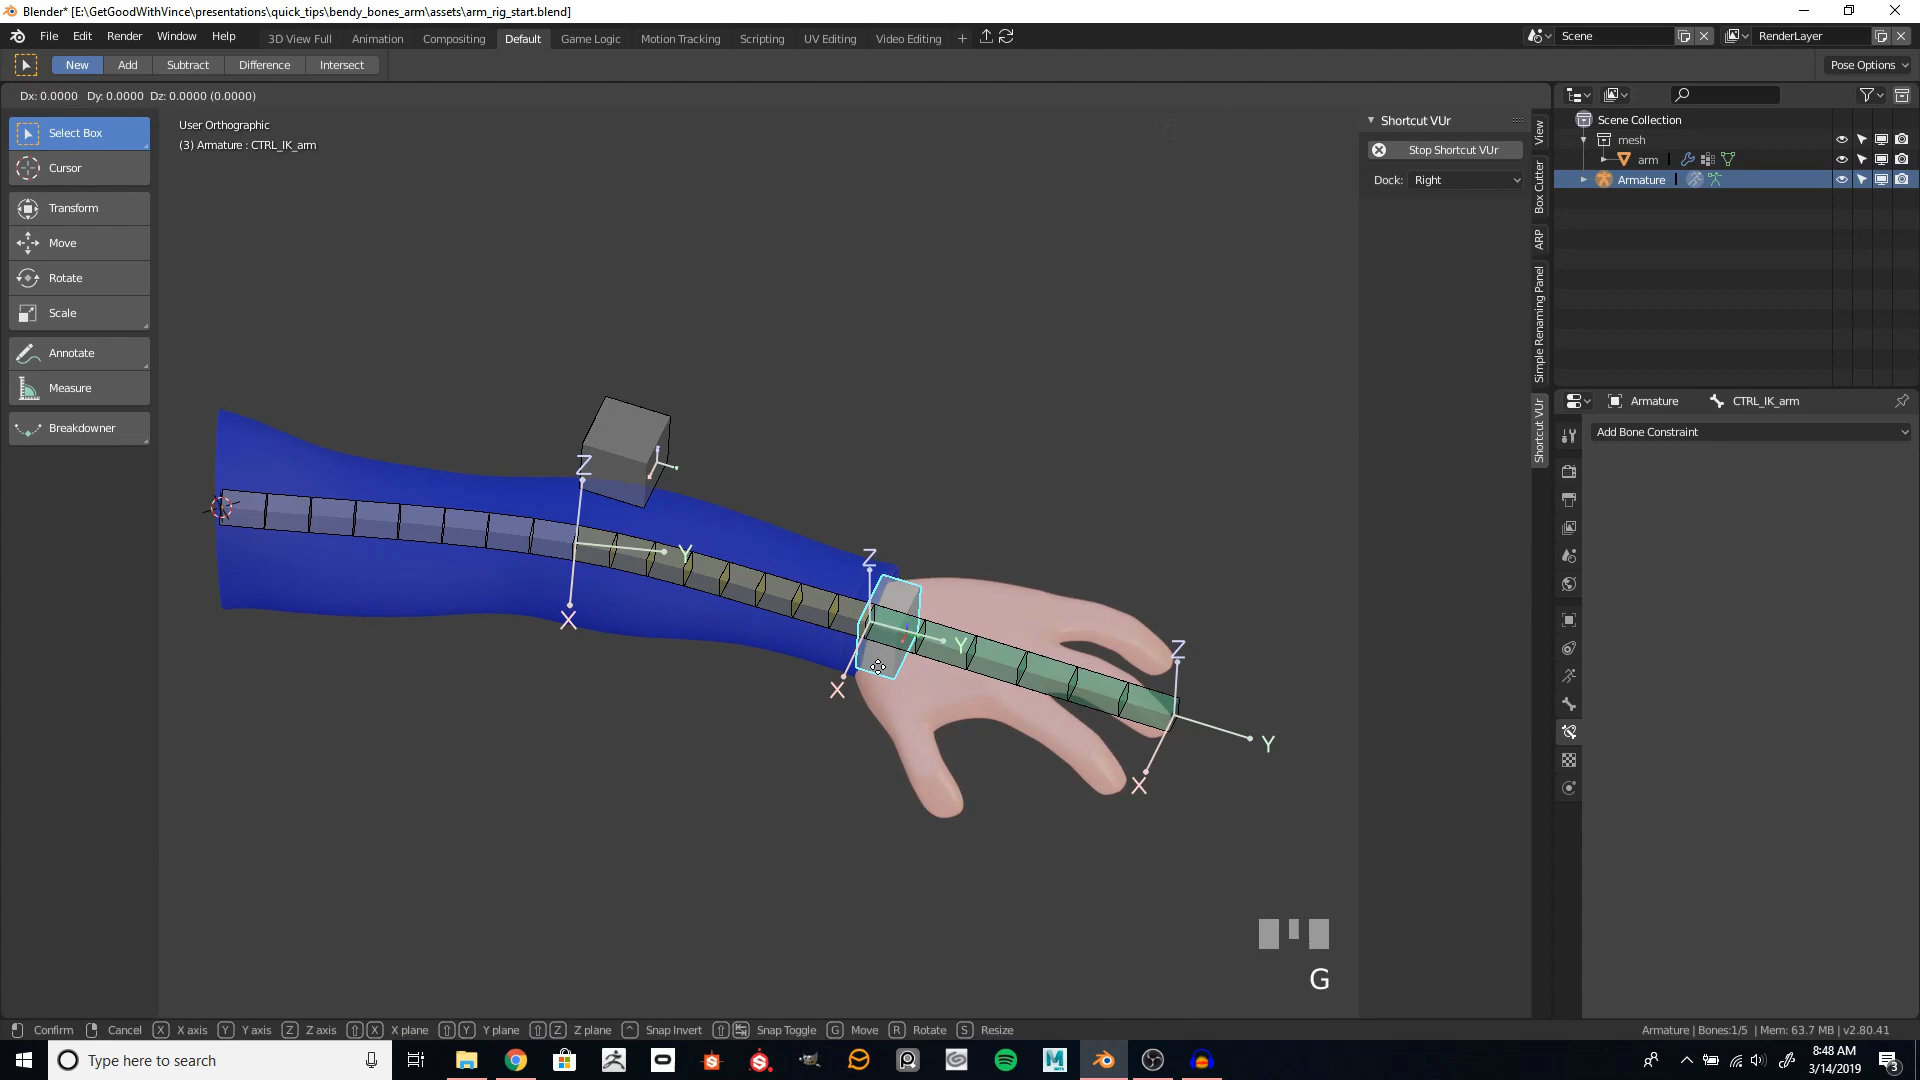 Blender* [E:\GetGoodWithVince\presentations\quick_tips\bendy_bones_arm\assets\arm_rig_start.blend]
File Edit Render Window Help
3D View Full Animation Compositing Default Game Logic Motion Tracking Scripting UV Editing Video Editing
Scene
RenderLayer
New Add Subtract Difference Intersect
Pose Options
Dx: 0.0000 Dy: 0.0000 Dz: 0.0000 (0.0000)
Select Box
Cursor
Transform
Move
Rotate
Scale
Annotate
Measure
Breakdowner
User Orthographic
(3) Armature : CTRL_IK_arm
Shortcut VUr
Stop Shortcut VUr
Dock: Right
View
Box Cutter
ARP
Simple Renaming Panel
Shortcut VUr
Scene Collection
mesh
arm
Armature
Armature CTRL_IK_arm
Add Bone Constraint
Z
Y
X
Z
Y
X
Z
Y
X
G
Confirm Cancel X X axis Y Y axis Z Z axis X X plane Y Y plane Z Z plane ^ Snap Invert Snap Toggle G Move R Rotate S Resize
Armature | Bones:1/5 | Mem: 63.7 MB | v2.80.41
Type here to search
8:48 AM
3/14/2019
3